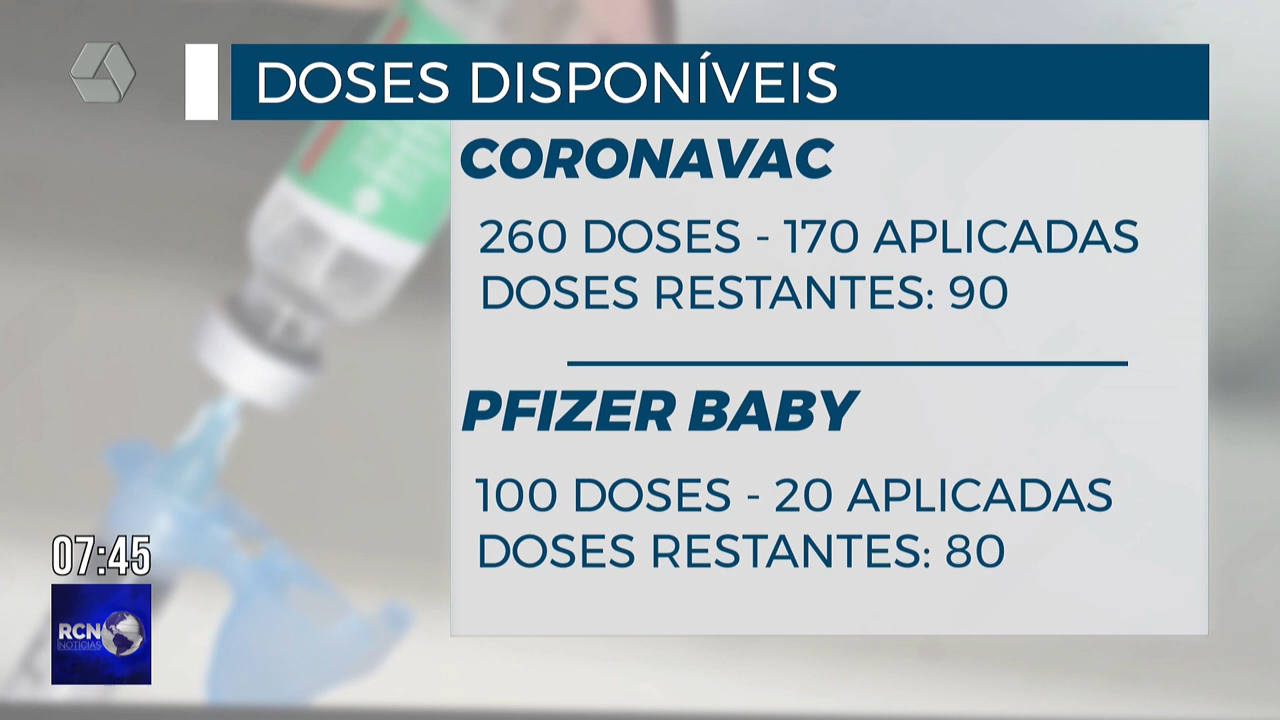 DOSES DISPONÍVEIS
CORONAVAC
260 DOSES - 170 APLICADAS
DOSES RESTANTES: 90
PFIZER BABY
100 DOSES - 20 APLICADAS
DOSES RESTANTES: 80
07:45
RCN
NOTÍCIAS